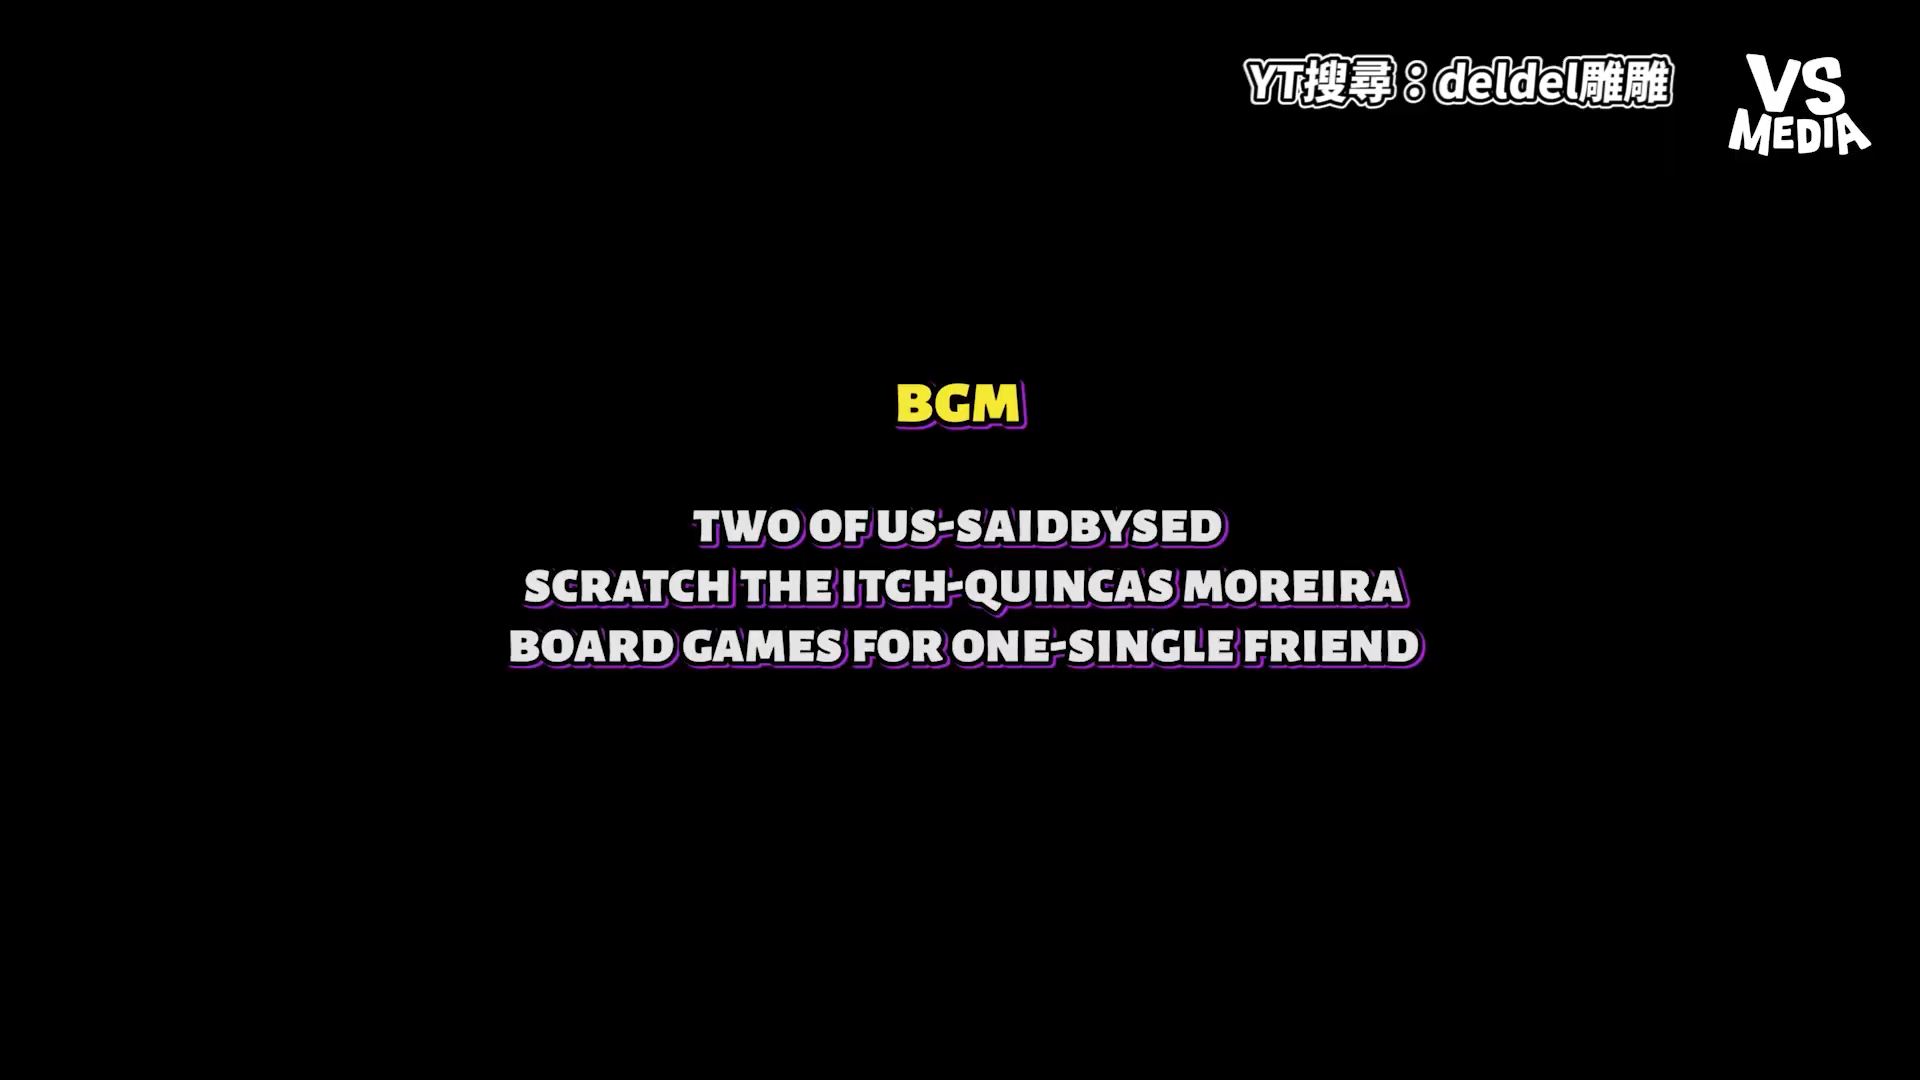 YT搜尋：deldel雕雕
VS
MEDIA
BGM
TWO OF US-SAIDBYSED
SCRATCH THE ITCH-QUINCAS MOREIRA
BOARD GAMES FOR ONE-SINGLE FRIEND